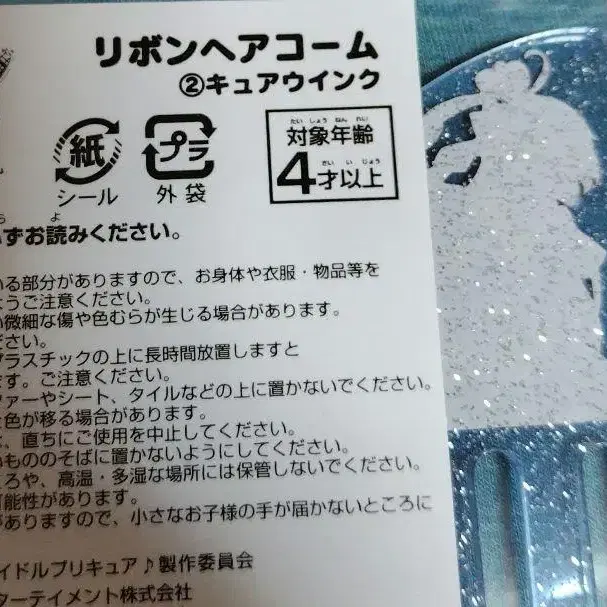 リボンヘアコーム
②キュアウインク
紙
シール
プラ
外袋
たいしょうねんれい
対象年齢
さいいじょう
4才以上
よ
ずお読みください。
いる部分がありますので、お身体や衣服・物品等を
ようご注意ください。
い微細な傷や色むらが生じる場合があります。
ださい。
プラスチックの上に長時間放置しますと
ます。ご注意ください。
ファーやシート、タイルなどの上に置かないでください。
と色が移る場合があります。
、直ちにご使用を中止してください。
いもののそばに置かないようにしてください。
ころや、高温・多湿な場所には保管しないでください。
可能性があります。
がありますので、小さなお子様の手が届かないところに
イドルプリキュア♪製作委員会
ターテイメント株式会社